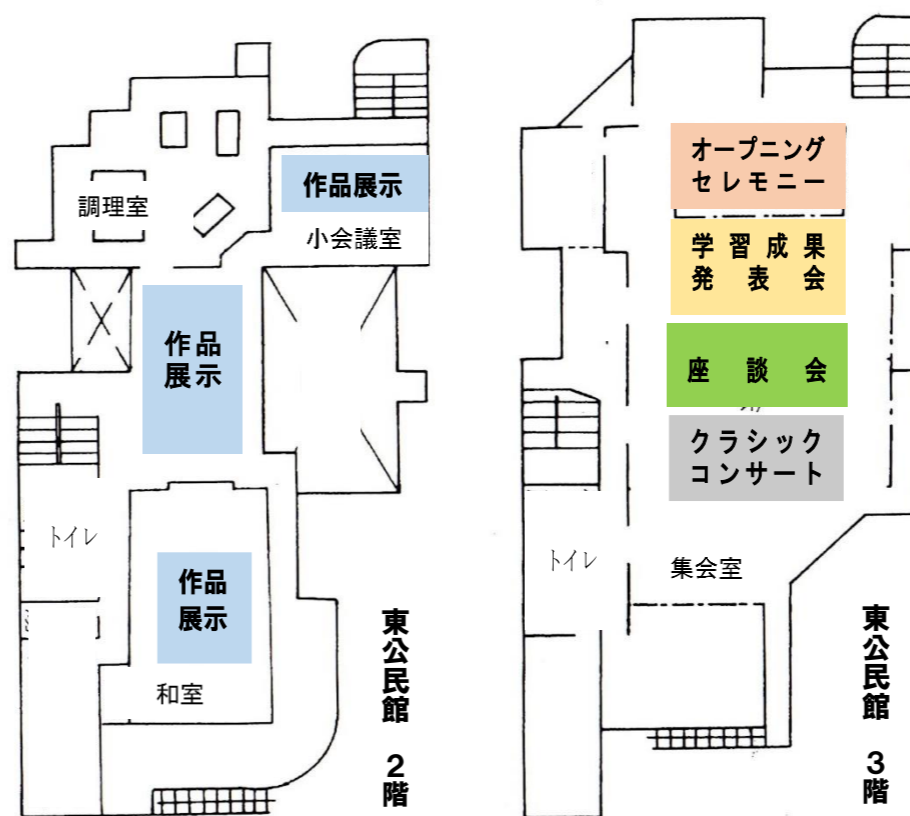 調理室
作品展示
小会議室
作品
展示
トイレ
作品
展示
和室
東公民館 2階
オープニング
セレモニー
学習成果
発表会
座談会
クラシック
コンサート
トイレ
集会室
東公民館 3階